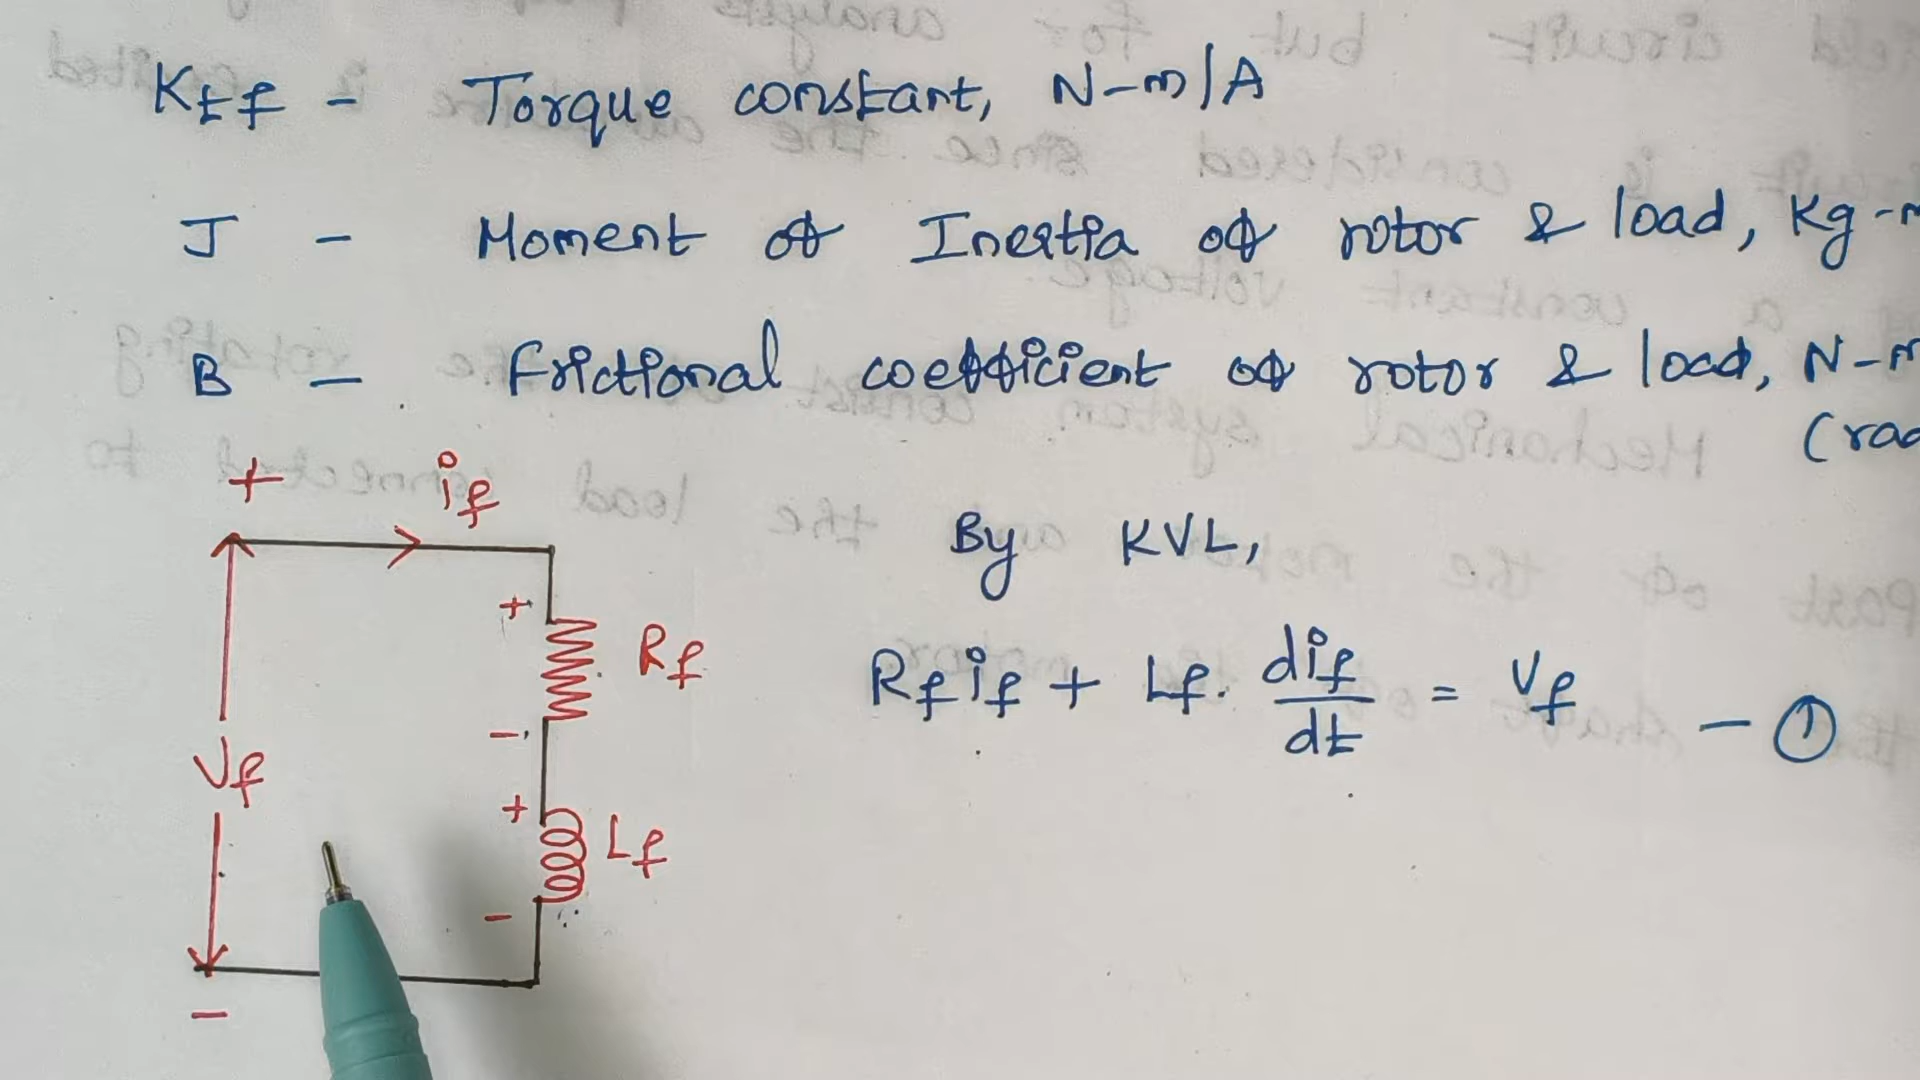 Ktf - Torque constant, N-m/A
J - Moment of Inertia of rotor & load, Kg-m
B - Frictional coefficient of rotor & load, N-m
(rad
+ if
By KVL,
+
Rf
Rf if + Lf. dif/dt = Vf - ①
-
Vf
+
Lf
-
-